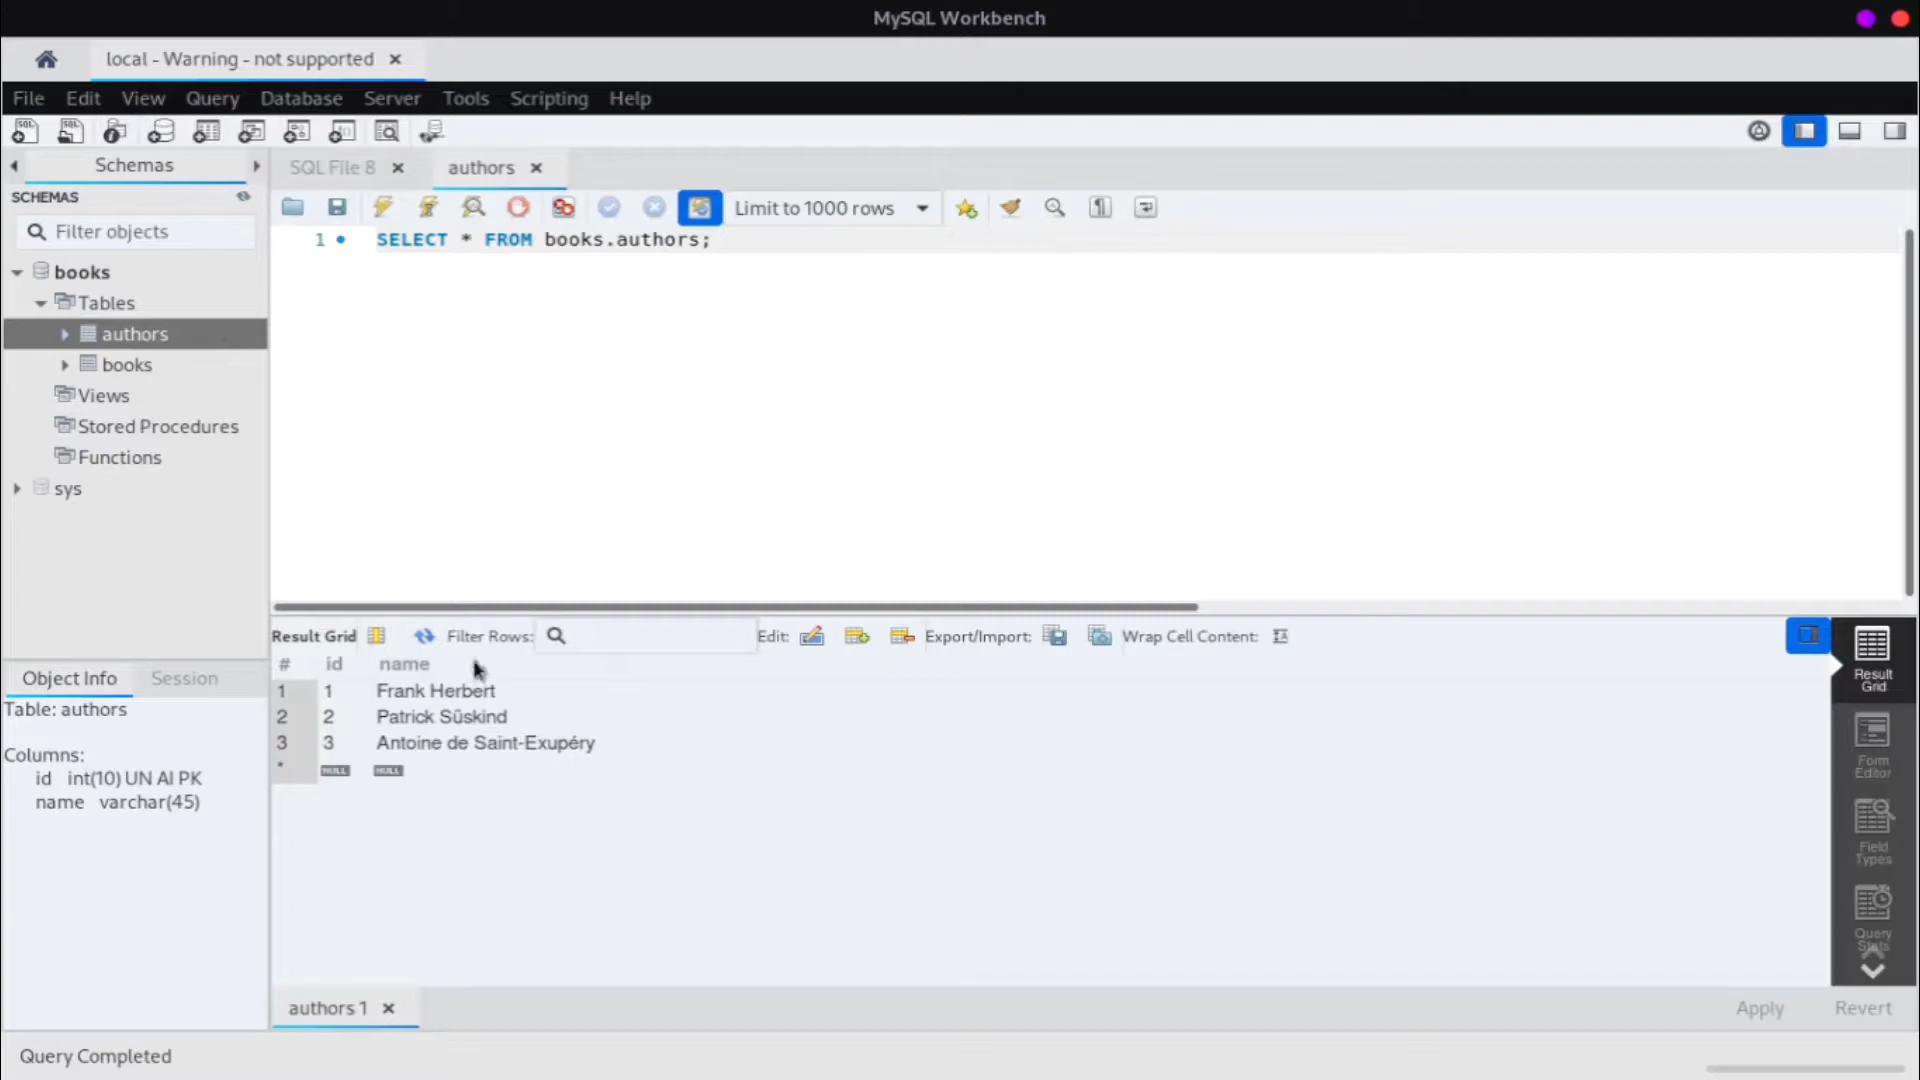 MySQL Workbench
local - Warning - not supported
File Edit View Query Database Server Tools Scripting Help
Schemas
SCHEMAS
Filter objects
books
Tables
authors
books
Views
Stored Procedures
Functions
sys
SQL File 8
authors
Limit to 1000 rows
1 SELECT * FROM books.authors;
Result Grid Filter Rows: Edit: Export/Import: Wrap Cell Content:
# id name
1 1 Frank Herbert
2 2 Patrick Süskind
3 3 Antoine de Saint-Exupéry
* NULL NULL
Result
Grid
Form
Editor
Field
Types
Query
Stats
Object Info Session
Table: authors
Columns:
id int(10) UN AI PK
name varchar(45)
authors 1
Apply Revert
Query Completed